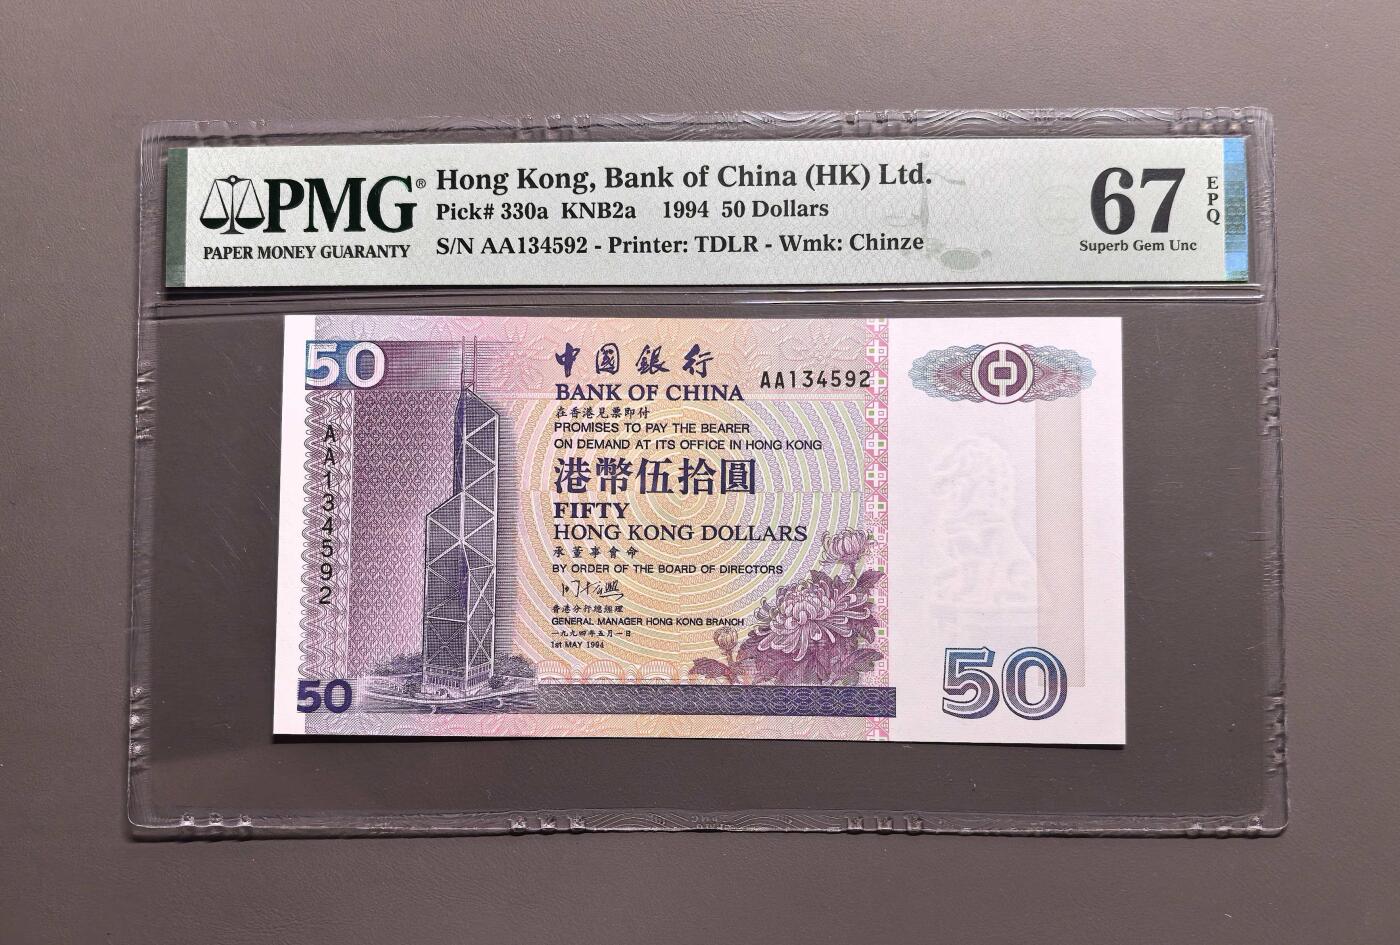 PMG®
PAPER MONEY GUARANTY
Hong Kong, Bank of China (HK) Ltd.
Pick# 330a KNB2a 1994 50 Dollars
S/N AA134592 - Printer: TDLR - Wmk: Chinze
67
EPQ
Superb Gem Unc
50
中國銀行
BANK OF CHINA
AA134592
在香港見票即付
PROMISES TO PAY THE BEARER
ON DEMAND AT ITS OFFICE IN HONG KONG
港幣伍拾圓
FIFTY
HONG KONG DOLLARS
承董事會命
BY ORDER OF THE BOARD OF DIRECTORS
香港分行總經理
GENERAL MANAGER HONG KONG BRANCH
一九九四年五月一日
1st MAY 1994
AA134592
50
50